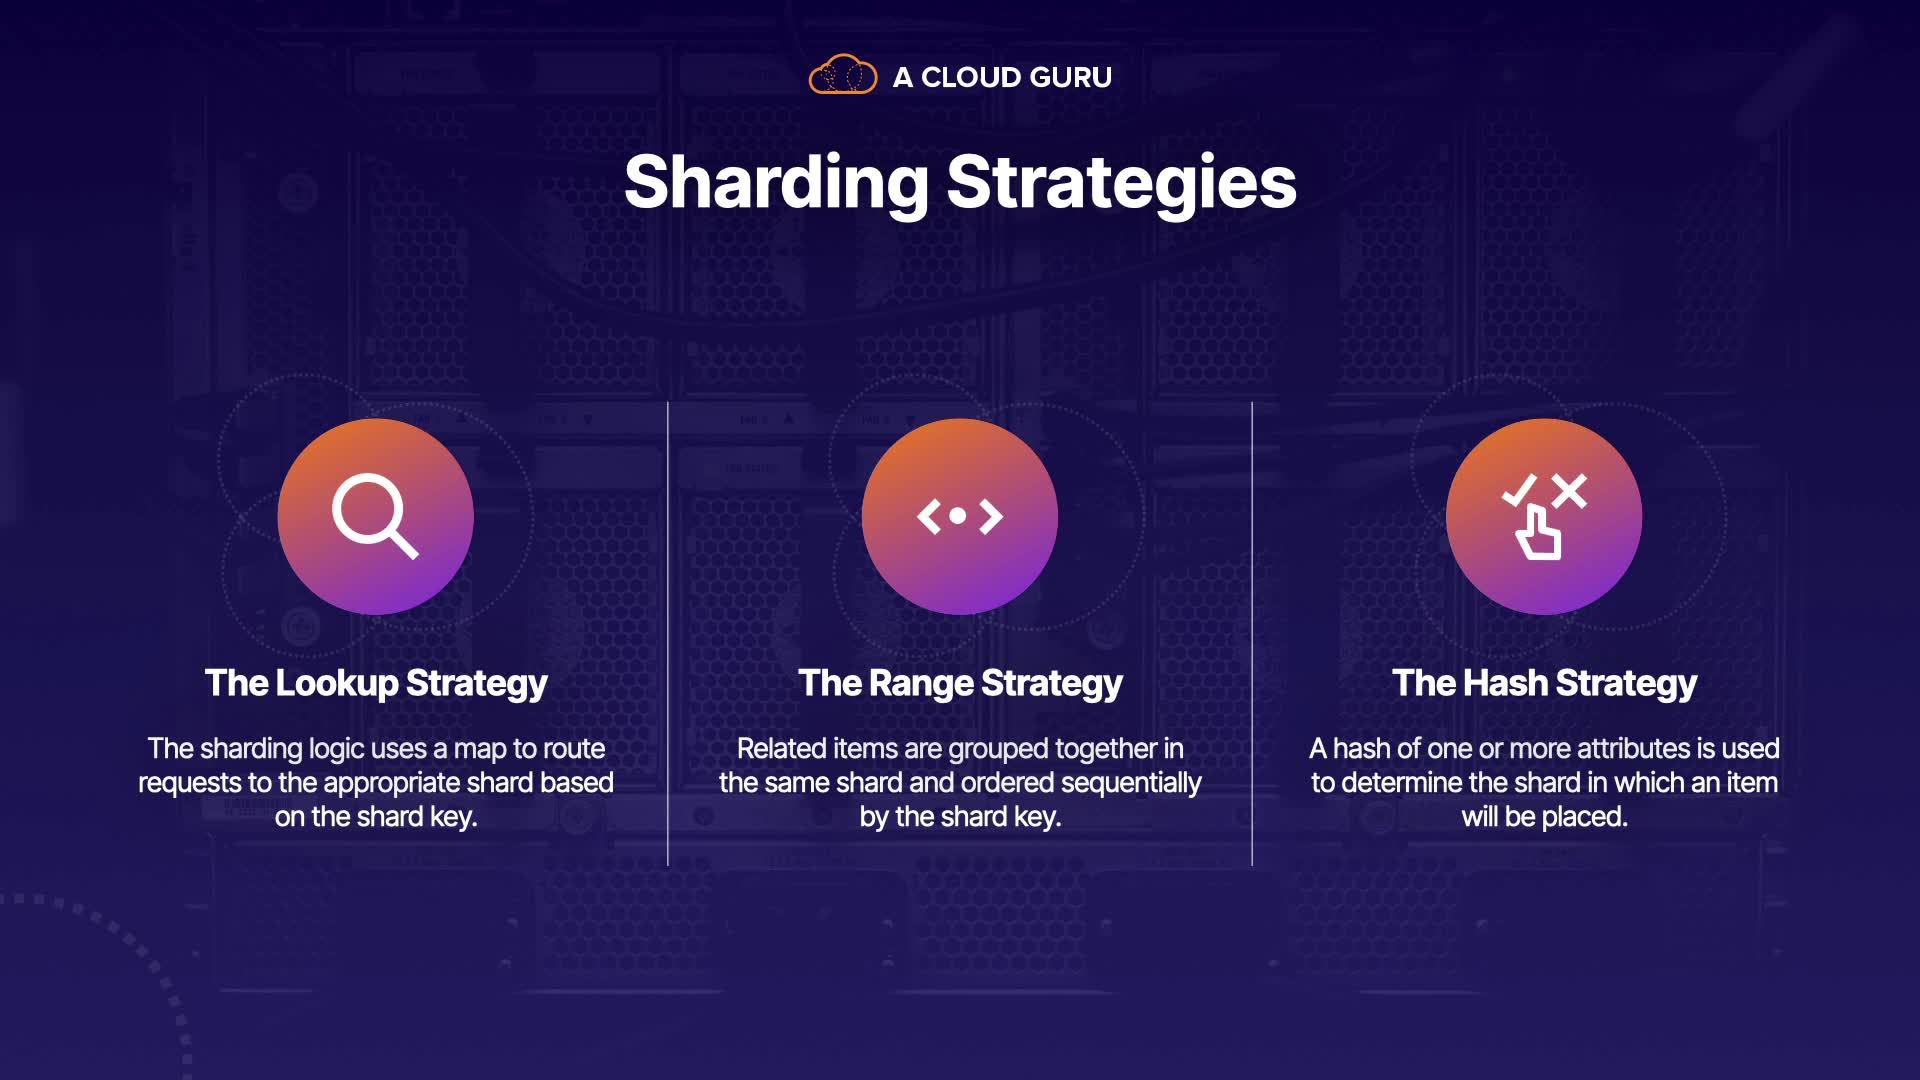 A CLOUD GURU
Sharding Strategies
The Lookup Strategy
The sharding logic uses a map to route
requests to the appropriate shard based
on the shard key.
The Range Strategy
Related items are grouped together in
the same shard and ordered sequentially
by the shard key.
The Hash Strategy
A hash of one or more attributes is used
to determine the shard in which an item
will be placed.